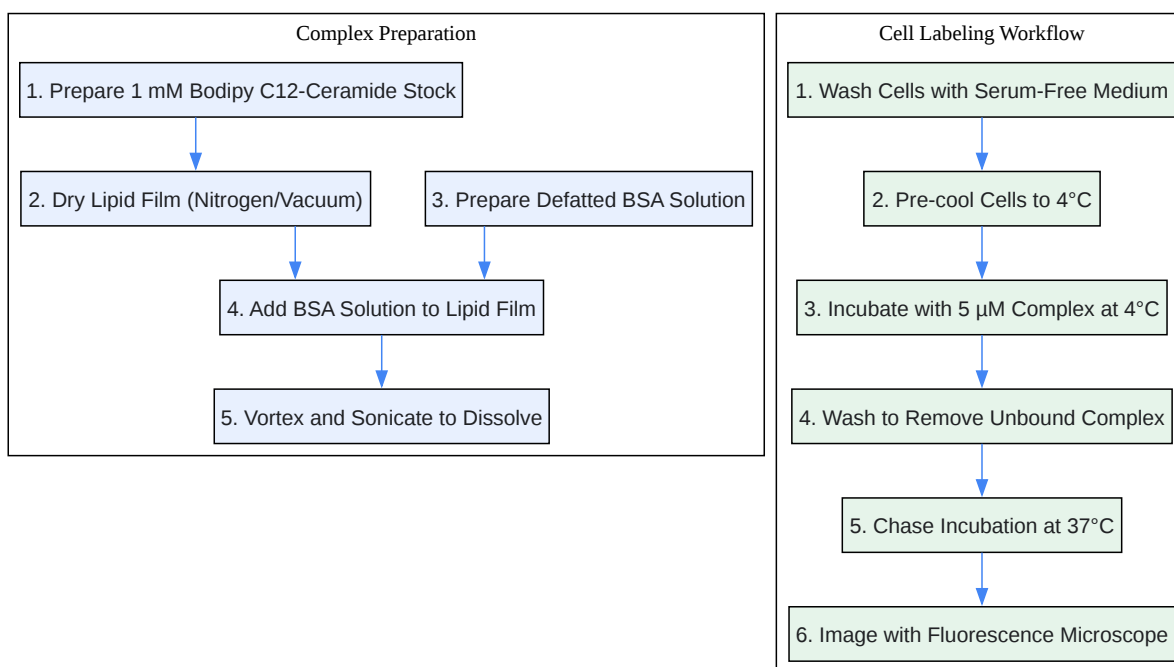 Complex Preparation
1. Prepare 1 mM Bodipy C12-Ceramide Stock
2. Dry Lipid Film (Nitrogen/Vacuum)
3. Prepare Defatted BSA Solution
4. Add BSA Solution to Lipid Film
5. Vortex and Sonicate to Dissolve
Cell Labeling Workflow
1. Wash Cells with Serum-Free Medium
2. Pre-cool Cells to 4°C
3. Incubate with 5 µM Complex at 4°C
4. Wash to Remove Unbound Complex
5. Chase Incubation at 37°C
6. Image with Fluorescence Microscope